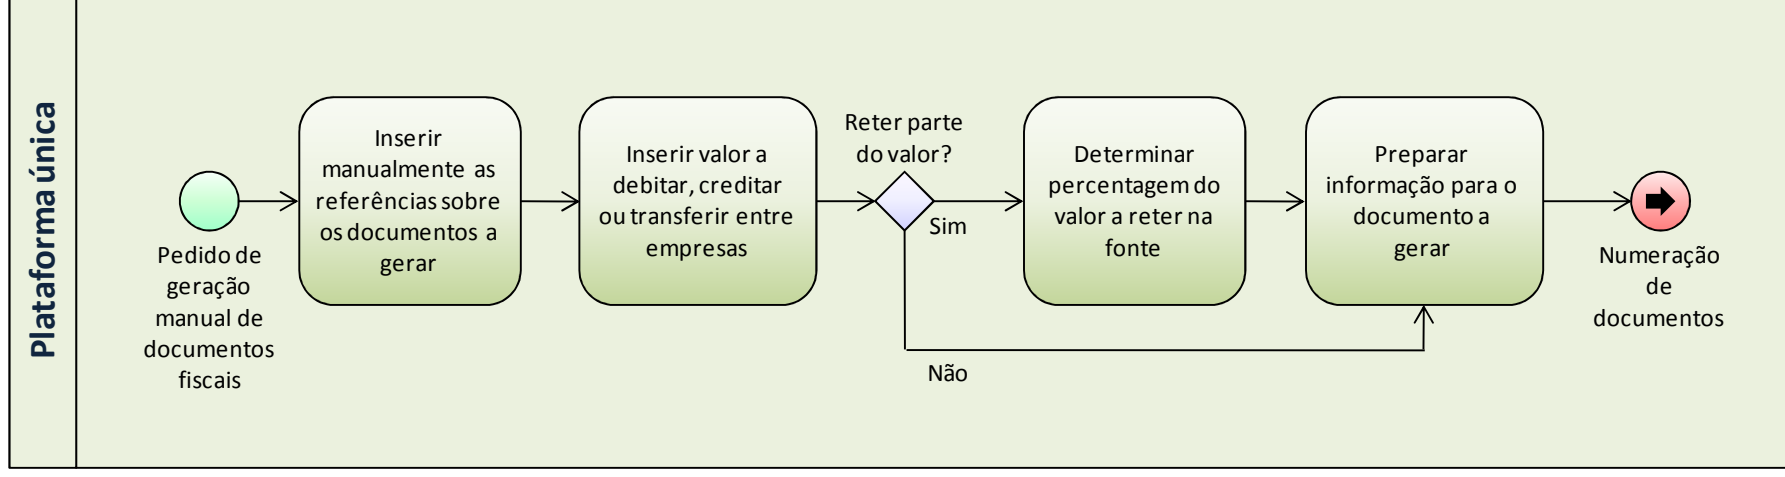 Plataforma única
Pedido de
geração
manual de
documentos
fiscais
Inserir
manualmente as
referências sobre
os documentos a
gerar
Inserir valor a
debitar, creditar
ou transferir entre
empresas
Reter parte
do valor?
Sim
Não
Determinar
percentagem do
valor a reter na
fonte
Preparar
informação para o
documento a
gerar
Numeração
de
documentos